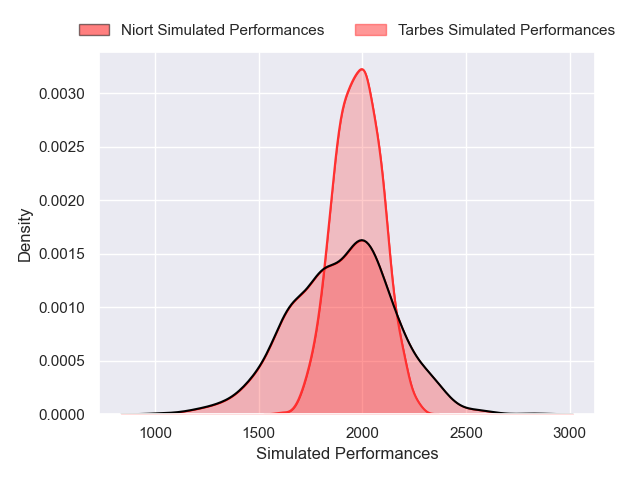 Niort Simulated Performances Tarbes Simulated Performances
0.0030
0.0025
0.0020
0.0015
0.0010
0.0005
0.0000
Density
1000 1500 2000 2500 3000
Simulated Performances